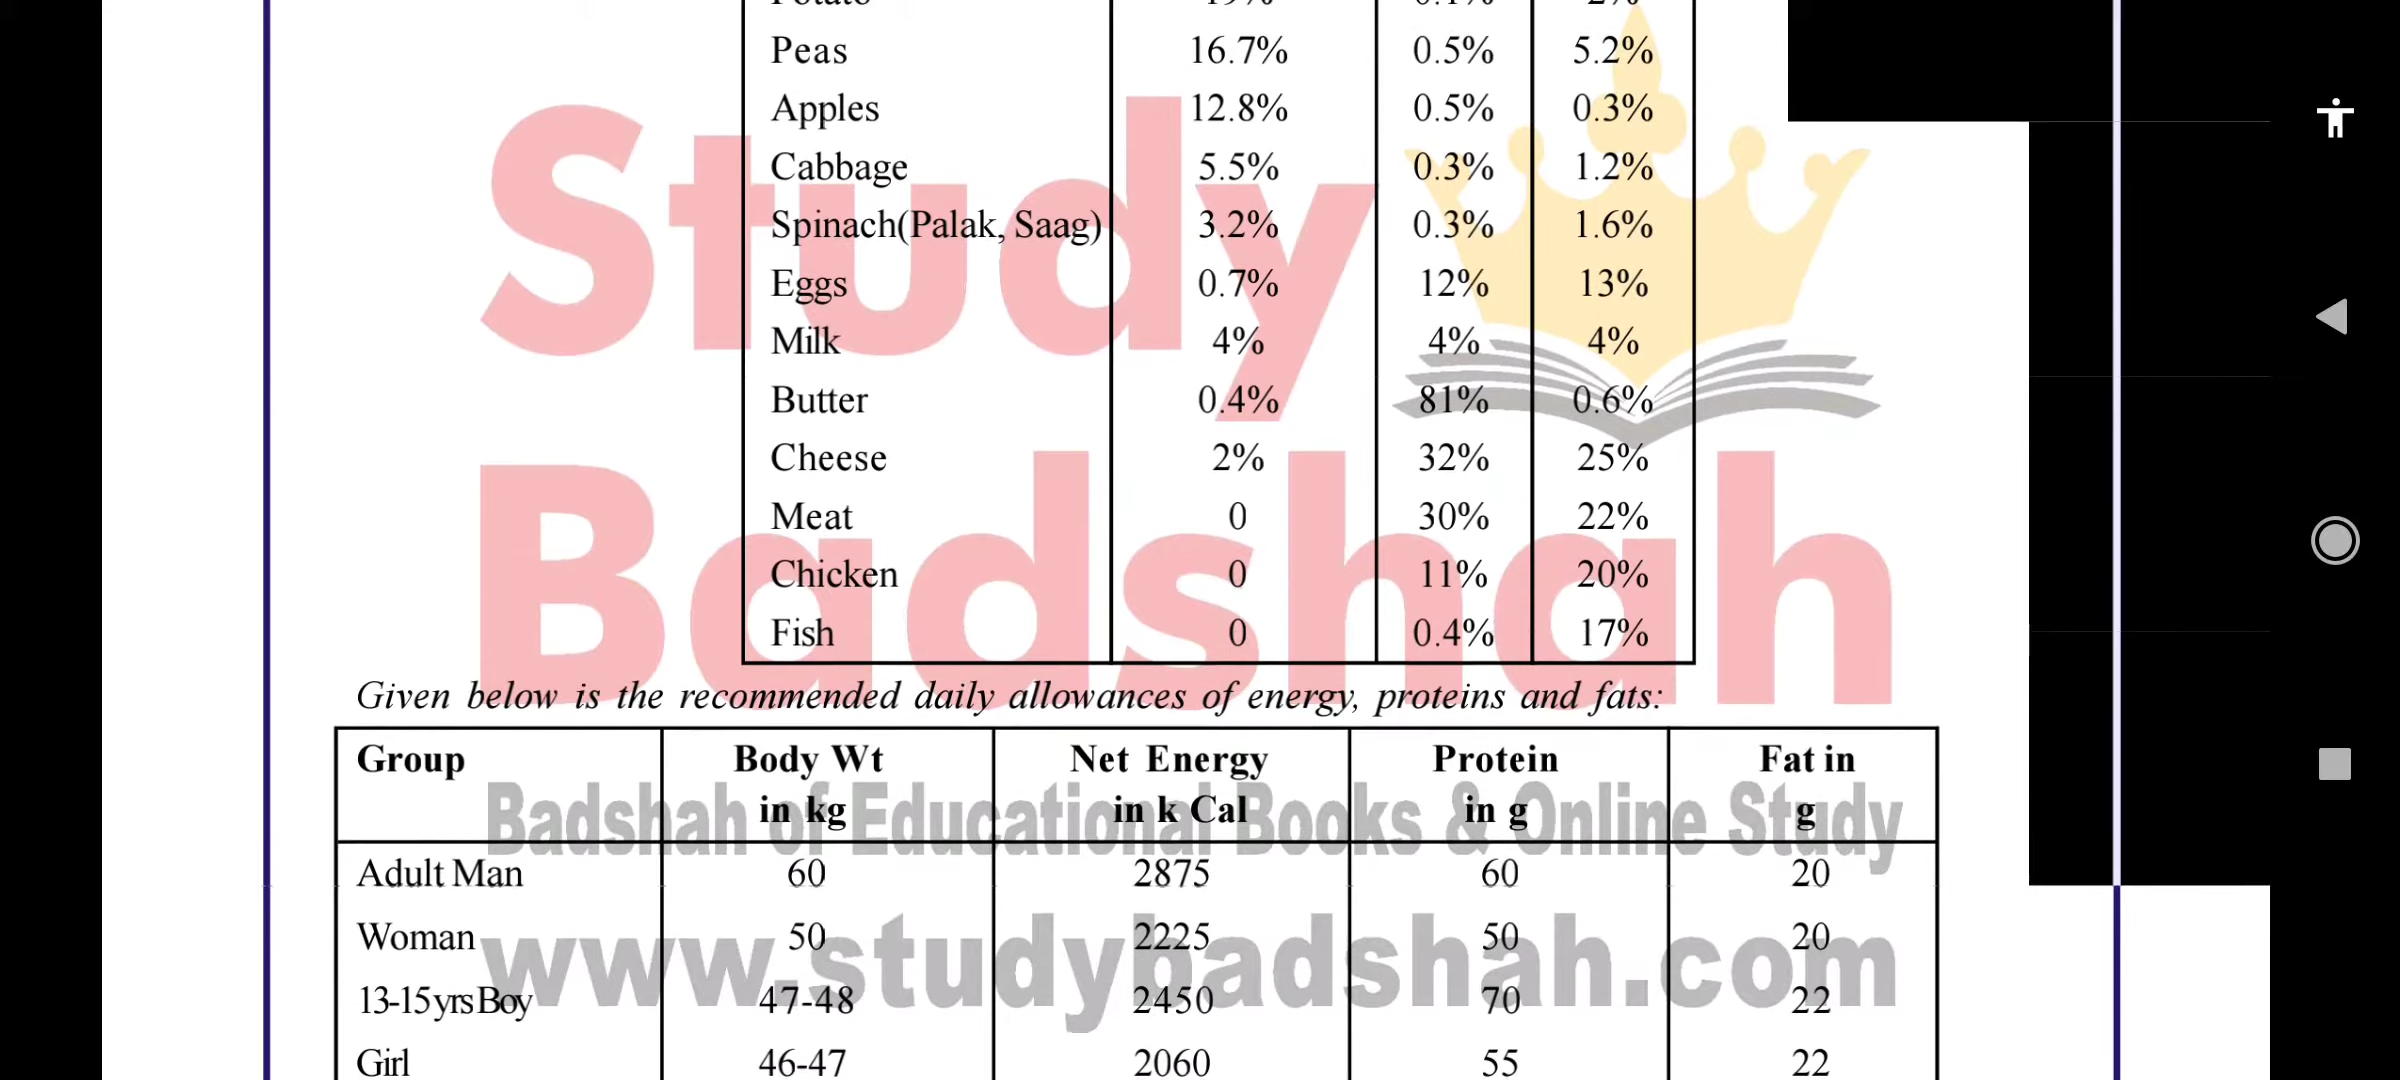 Potato 19% 0.1% 2%
Peas 16.7% 0.5% 5.2%
Apples 12.8% 0.5% 0.3%
Cabbage 5.5% 0.3% 1.2%
Spinach(Palak, Saag) 3.2% 0.3% 1.6%
Eggs 0.7% 12% 13%
Milk 4% 4% 4%
Butter 0.4% 81% 0.6%
Cheese 2% 32% 25%
Meat 0 30% 22%
Chicken 0 11% 20%
Fish 0 0.4% 17%
Study
Badshah
Given below is the recommended daily allowances of energy, proteins and fats:
Group Body Wt Net Energy Protein Fat in
in kg in k Cal in g g
Badshah of Educational Books & Online Study
Adult Man 60 2875 60 20
Woman 50 2225 50 20
www.studybadshah.com
13-15yrs Boy 47-48 2450 70 22
Girl 46-47 2060 55 22